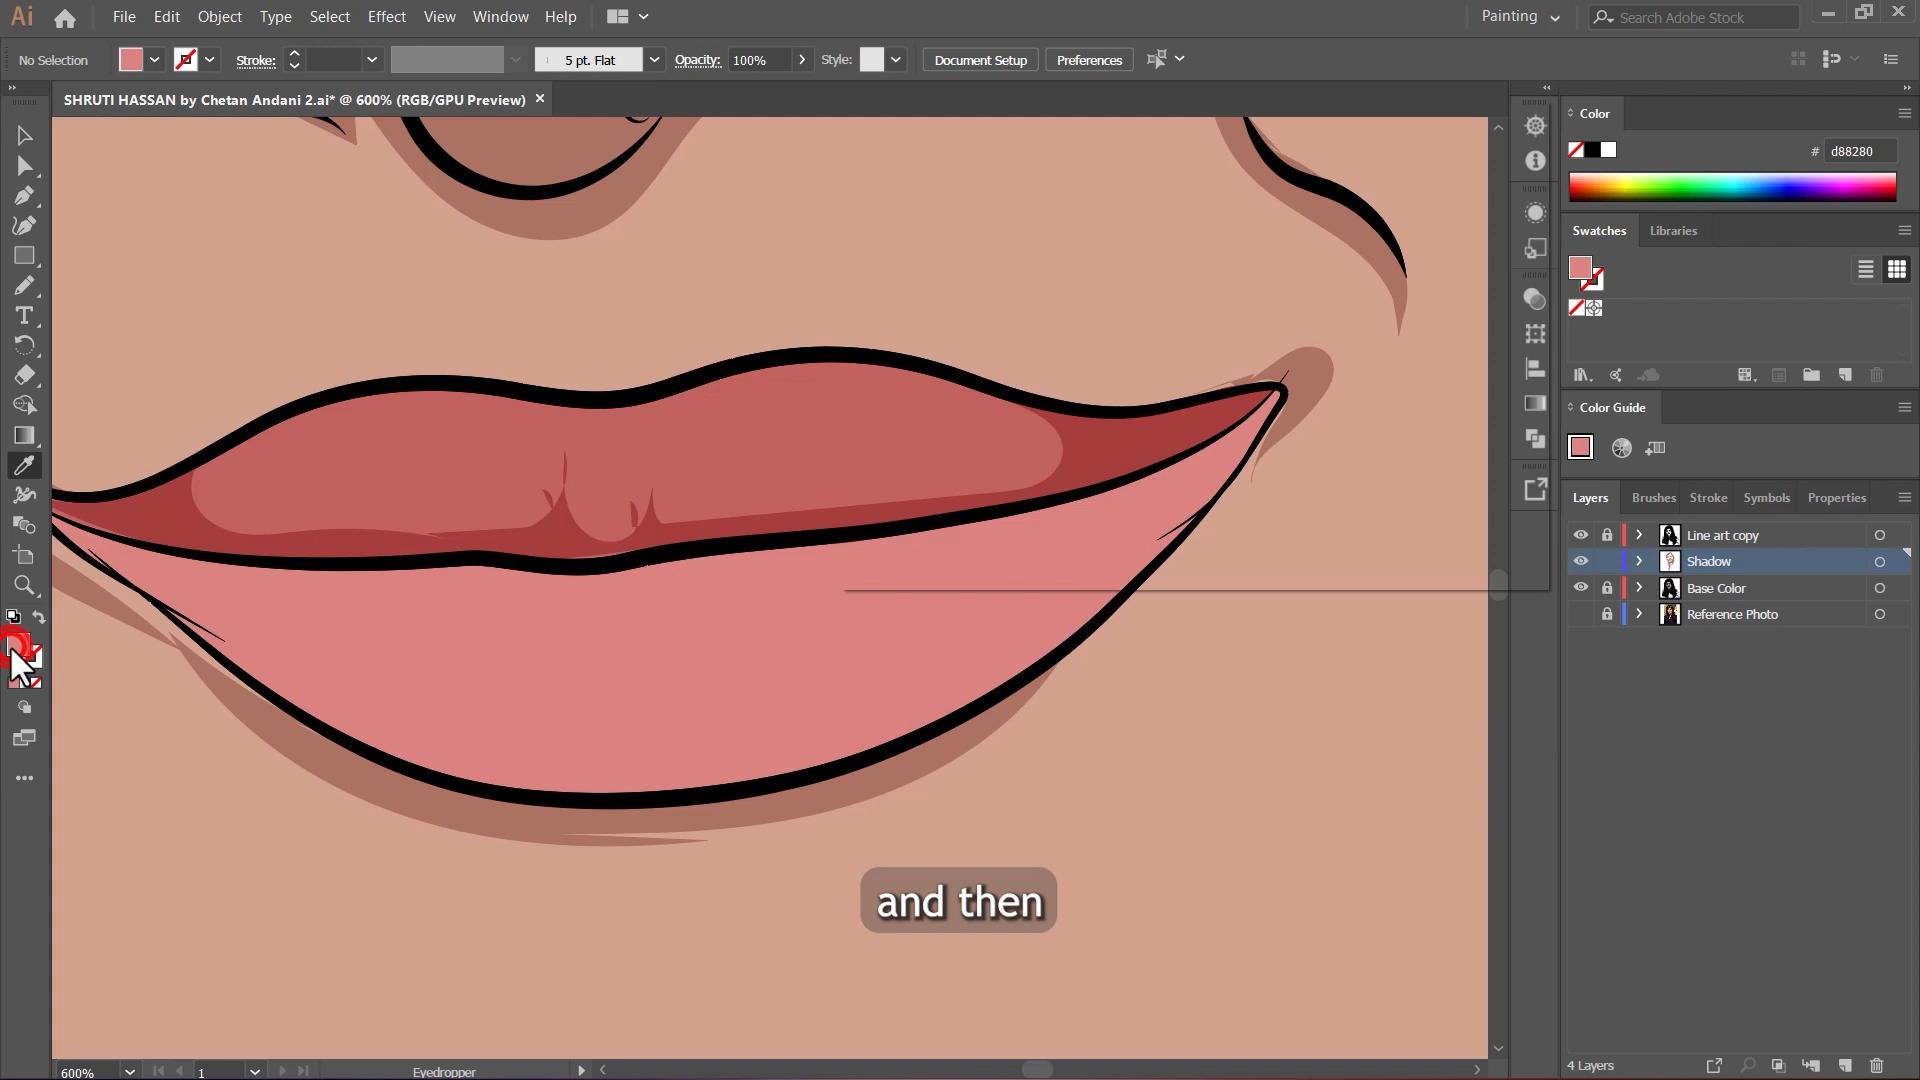 Ai File Edit Object Type Select Effect View Window Help Painting Search Adobe Stock
No Selection Stroke: 5 pt. Flat Opacity: 100% Style: Document Setup Preferences
SHRUTI HASSAN by Chetan Andani 2.ai* @ 600% (RGB/GPU Preview)
Color
# d88280
Swatches Libraries
Color Guide
Layers Brushes Stroke Symbols Properties
Line art copy
Shadow
Base Color
Reference Photo
and then
600% 1 Eyedropper 4 Layers